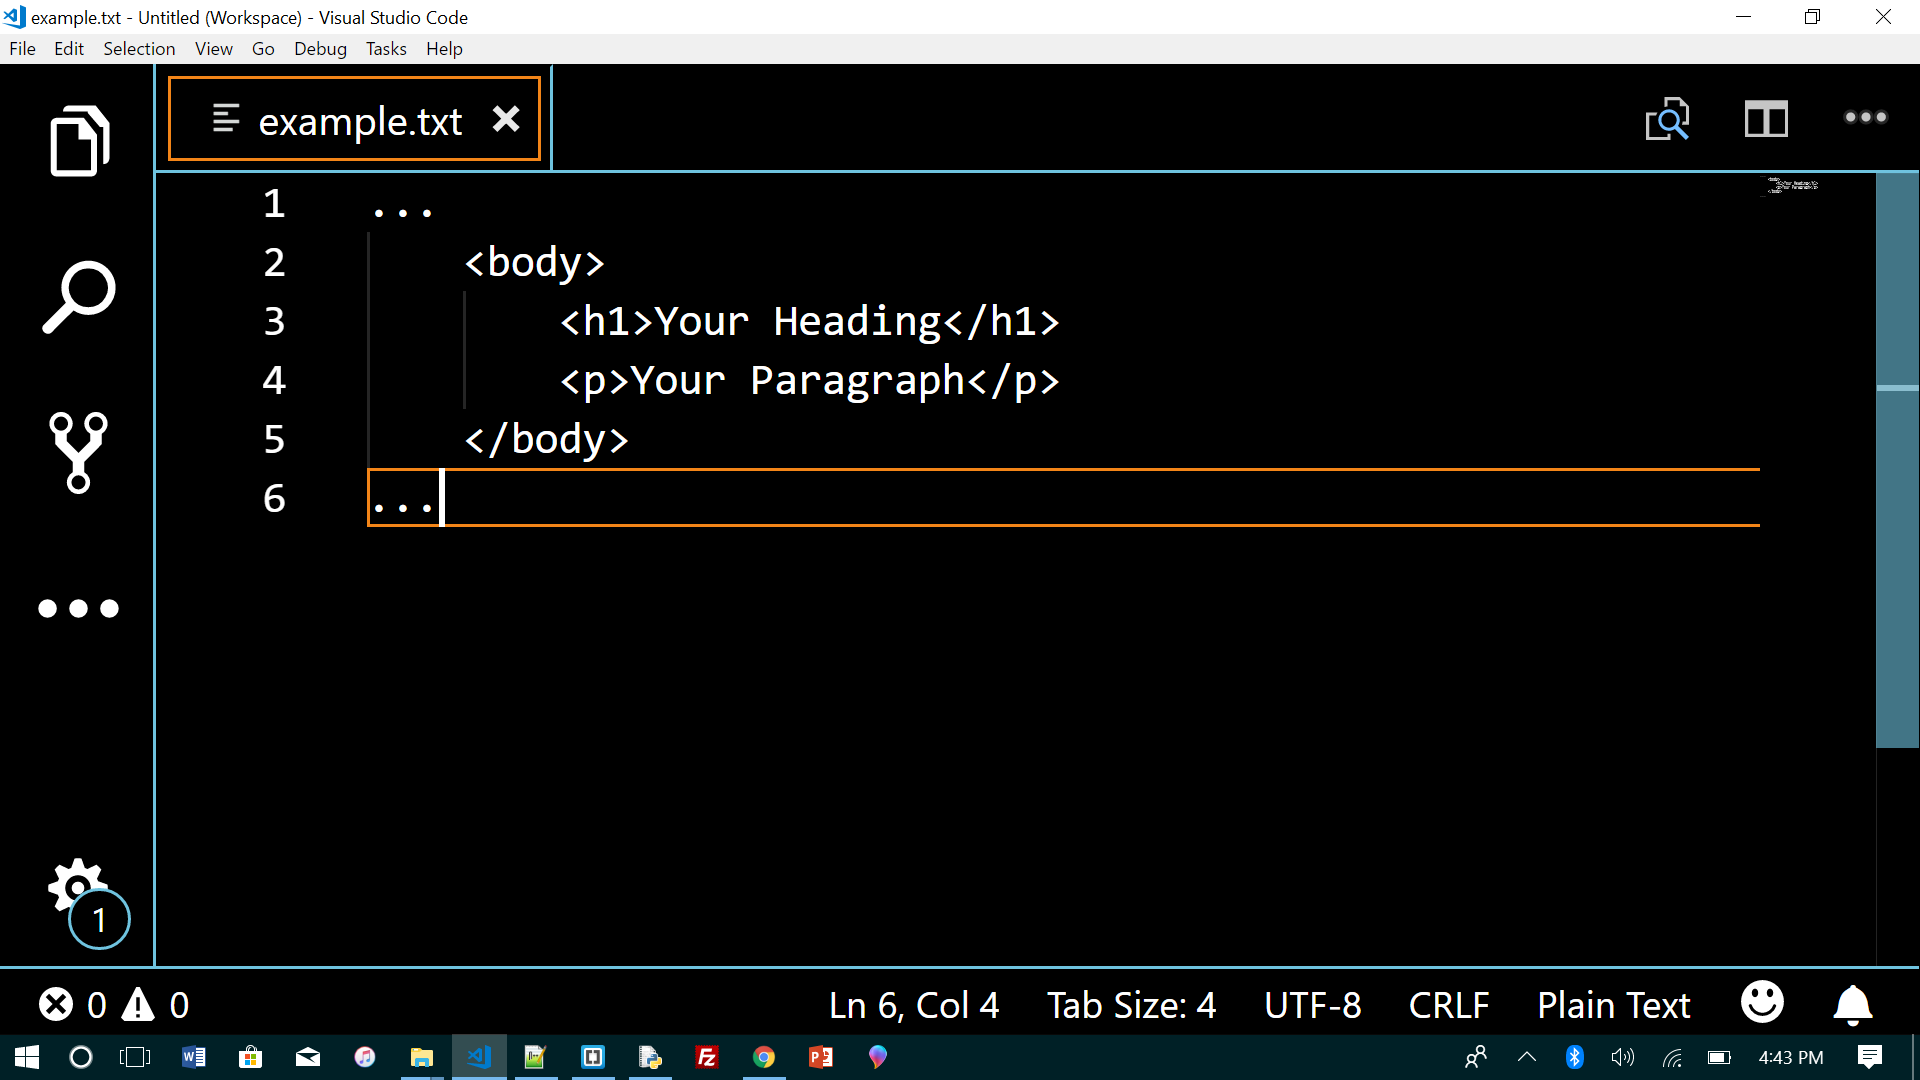 example.txt - Untitled (Workspace) - Visual Studio Code
File Edit Selection View Go Debug Tasks Help
example.txt
1 ...
2 <body>
3 <h1>Your Heading</h1>
4 <p>Your Paragraph</p>
5 </body>
6 ...
1
0 0 Ln 6, Col 4 Tab Size: 4 UTF-8 CRLF Plain Text
4:43 PM